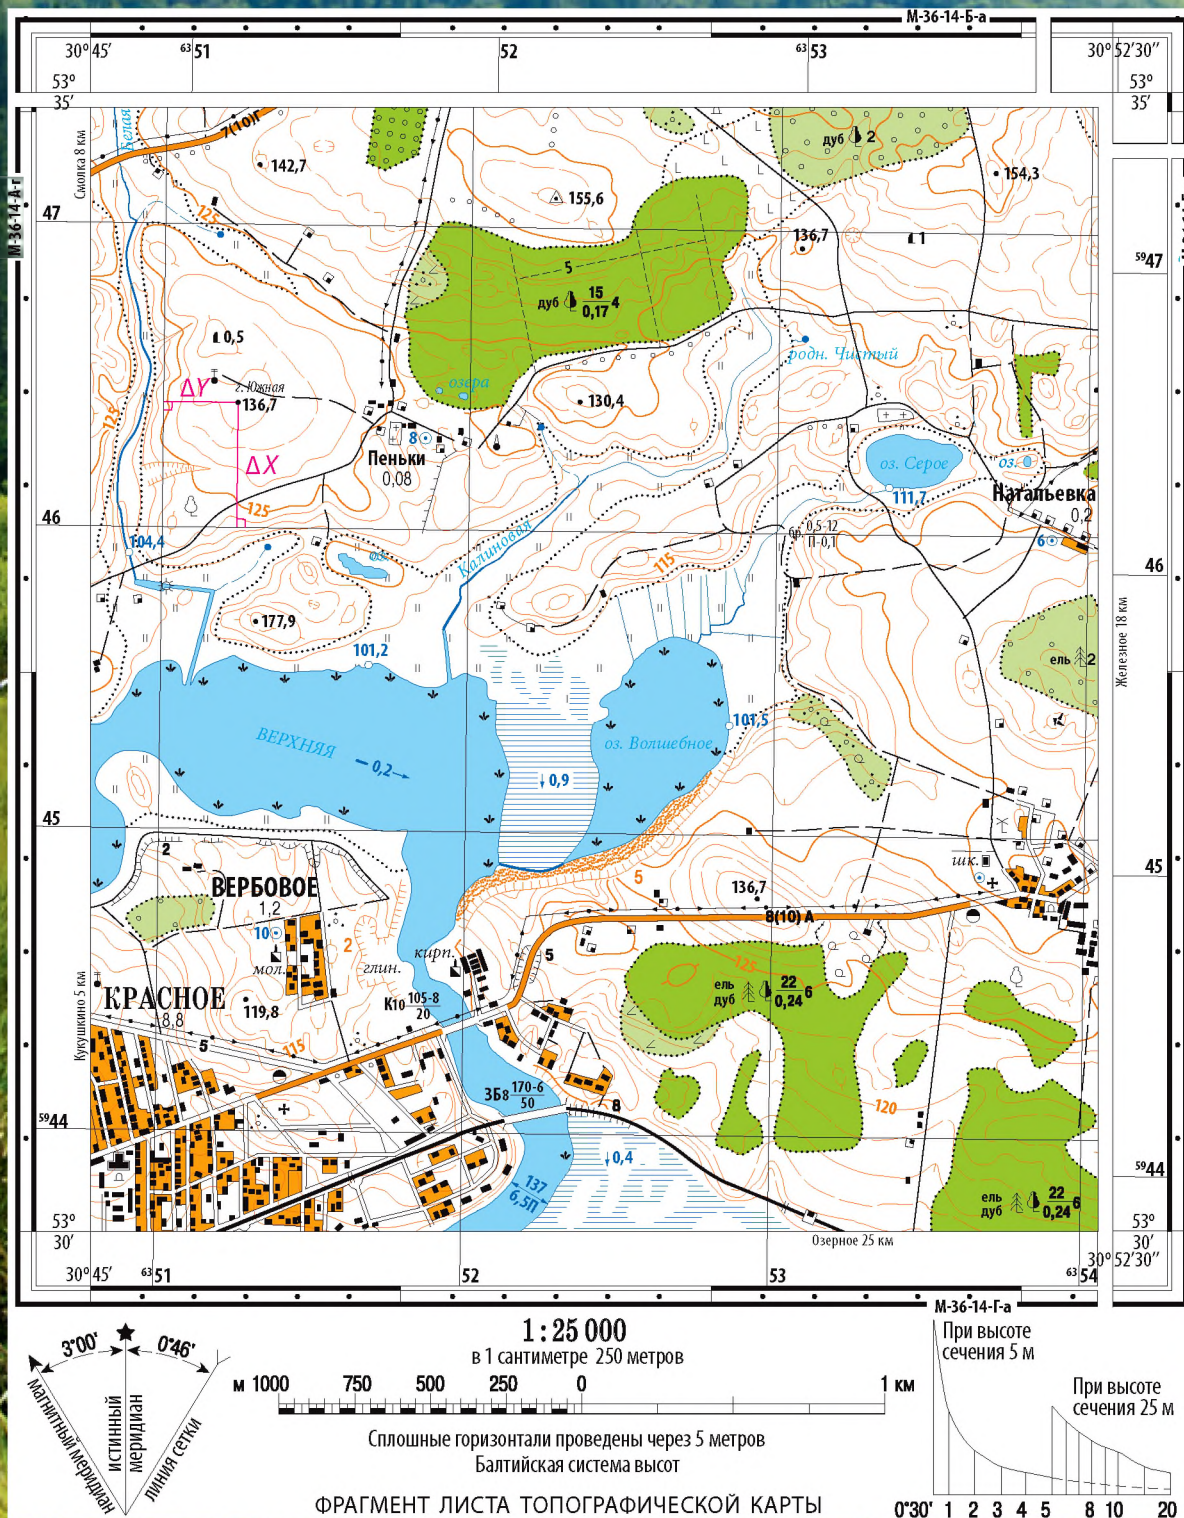 М-36-14-Б-а
30° 45′ 63 51 52 63 53 30° 52′30″
53° 53°
35′ 35′
М-36-14-А-г
Смолка 8 км
Белая
7(10)Г
142,7
дуб 2
154,3
155,6
125
47
136,7
1
59 47
5
дуб 15 4
0,17
0,5
родн. Чистый
ΔY
г. Южная
136,7
озера
130,4
125
8
Пеньки
0,08
ΔX
оз. Серое
оз.
111,7
Натальевка
0,2
125
46
бр. 0,5-12
П-0,1
6
104,4
оз.
Калиновая
115
46
177,9
101,2
Железное 18 км
ель 2
101,5
ВЕРХНЯЯ
0,2
оз. Волшебное
0,9
45
2
45
шк.
ВЕРБОВОЕ
1,2
5
136,7
8(10) А
10
мол.
2
глин.
кирп.
5
125
ель
дуб 22 6
0,24
КРАСНОЕ
8,8
119,8
К10 105-8
20
Кукушкино 5 км
5
115
ЗБ8 170-6
50
8
120
59 44
0,4
59 44
137
6,5П
ель
дуб 22 6
0,24
53° 53°
30′ 30′
Озерное 25 км
30° 45′ 63 51 52 53 63 54 30° 52′30″
М-36-14-Г-а
3°00′ 0°46′
магнитный меридиан
истинный меридиан
линия сетки
1 : 25 000
в 1 сантиметре 250 метров
м 1000 750 500 250 0 1 км
Сплошные горизонтали проведены через 5 метров
Балтийская система высот
ФРАГМЕНТ ЛИСТА ТОПОГРАФИЧЕСКОЙ КАРТЫ
При высоте
сечения 5 м
При высоте
сечения 25 м
0°30′ 1 2 3 4 5 8 10 20